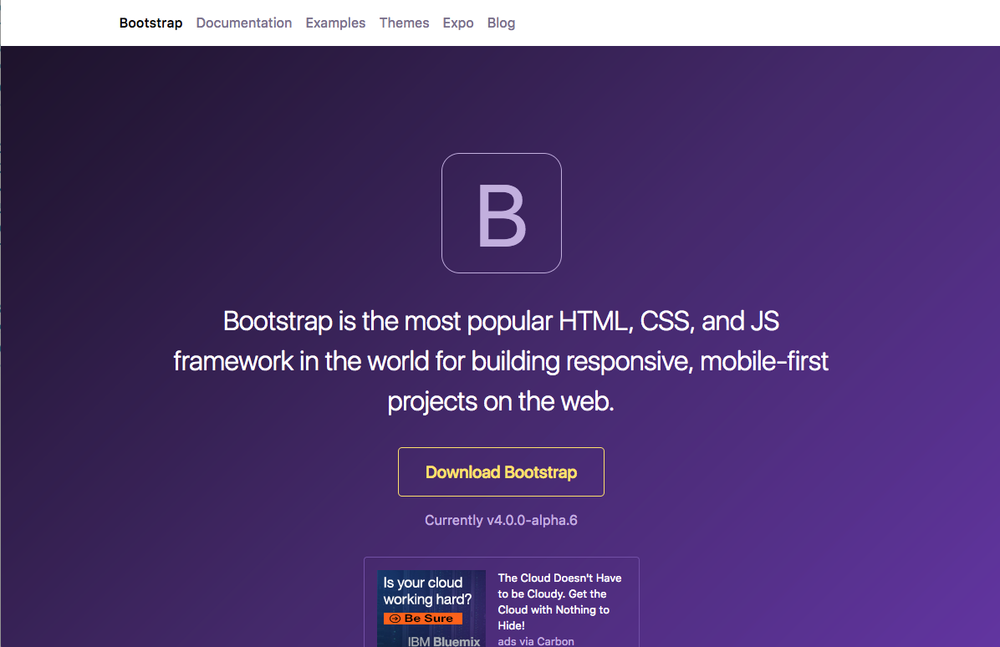 Bootstrap Documentation Examples Themes Expo Blog
B
Bootstrap is the most popular HTML, CSS, and JS
framework in the world for building responsive, mobile-first
projects on the web.
Download Bootstrap
Currently v4.0.0-alpha.6
Is your cloud
working hard?
Be Sure
IBM Bluemix
The Cloud Doesn't Have
to be Cloudy. Get the
Cloud with Nothing to
Hide!
ads via Carbon